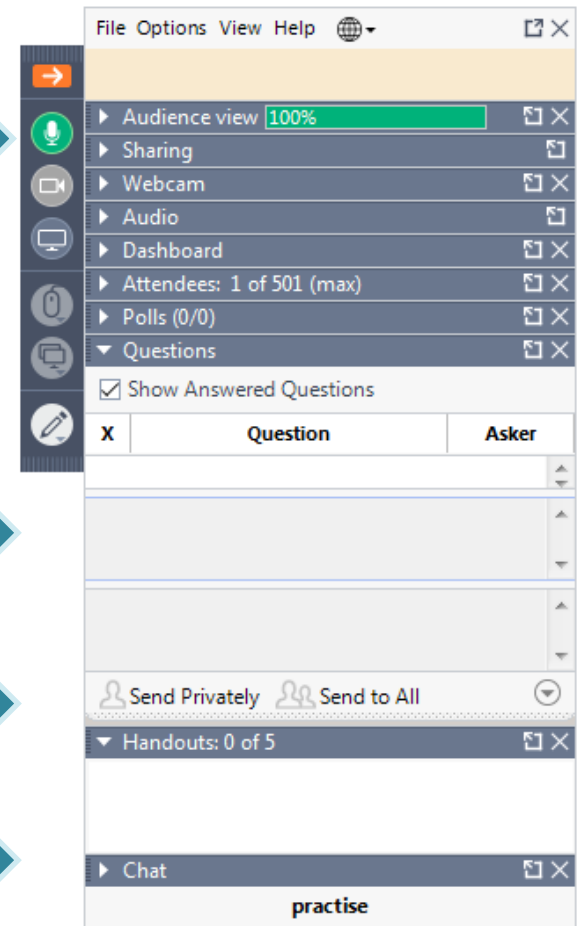 File Options View Help
Audience view 100%
Sharing
Webcam
Audio
Dashboard
Attendees: 1 of 501 (max)
Polls (0/0)
Questions
Show Answered Questions
X Question Asker
Send Privately Send to All
Handouts: 0 of 5
Chat
practise